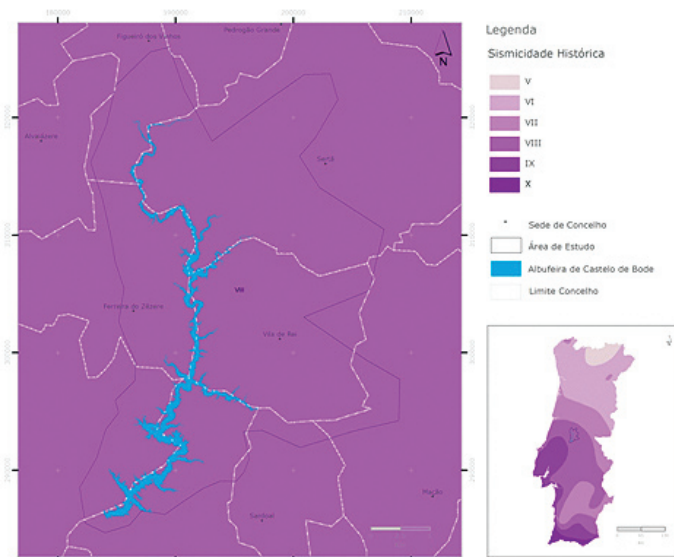 180000
190000
200000
210000
Pedrogão Grande
Figueiró dos Vinhos
N
Alvaiázere
Sertã
VIII
Ferreira do Zêzere
Vila de Rei
Mação
Sardoal
Legenda
Sismicidade Histórica
V
VI
VII
VIII
IX
X
Sede de Concelho
Área de Estudo
Albufeira de Castelo de Bode
Limite Concelho